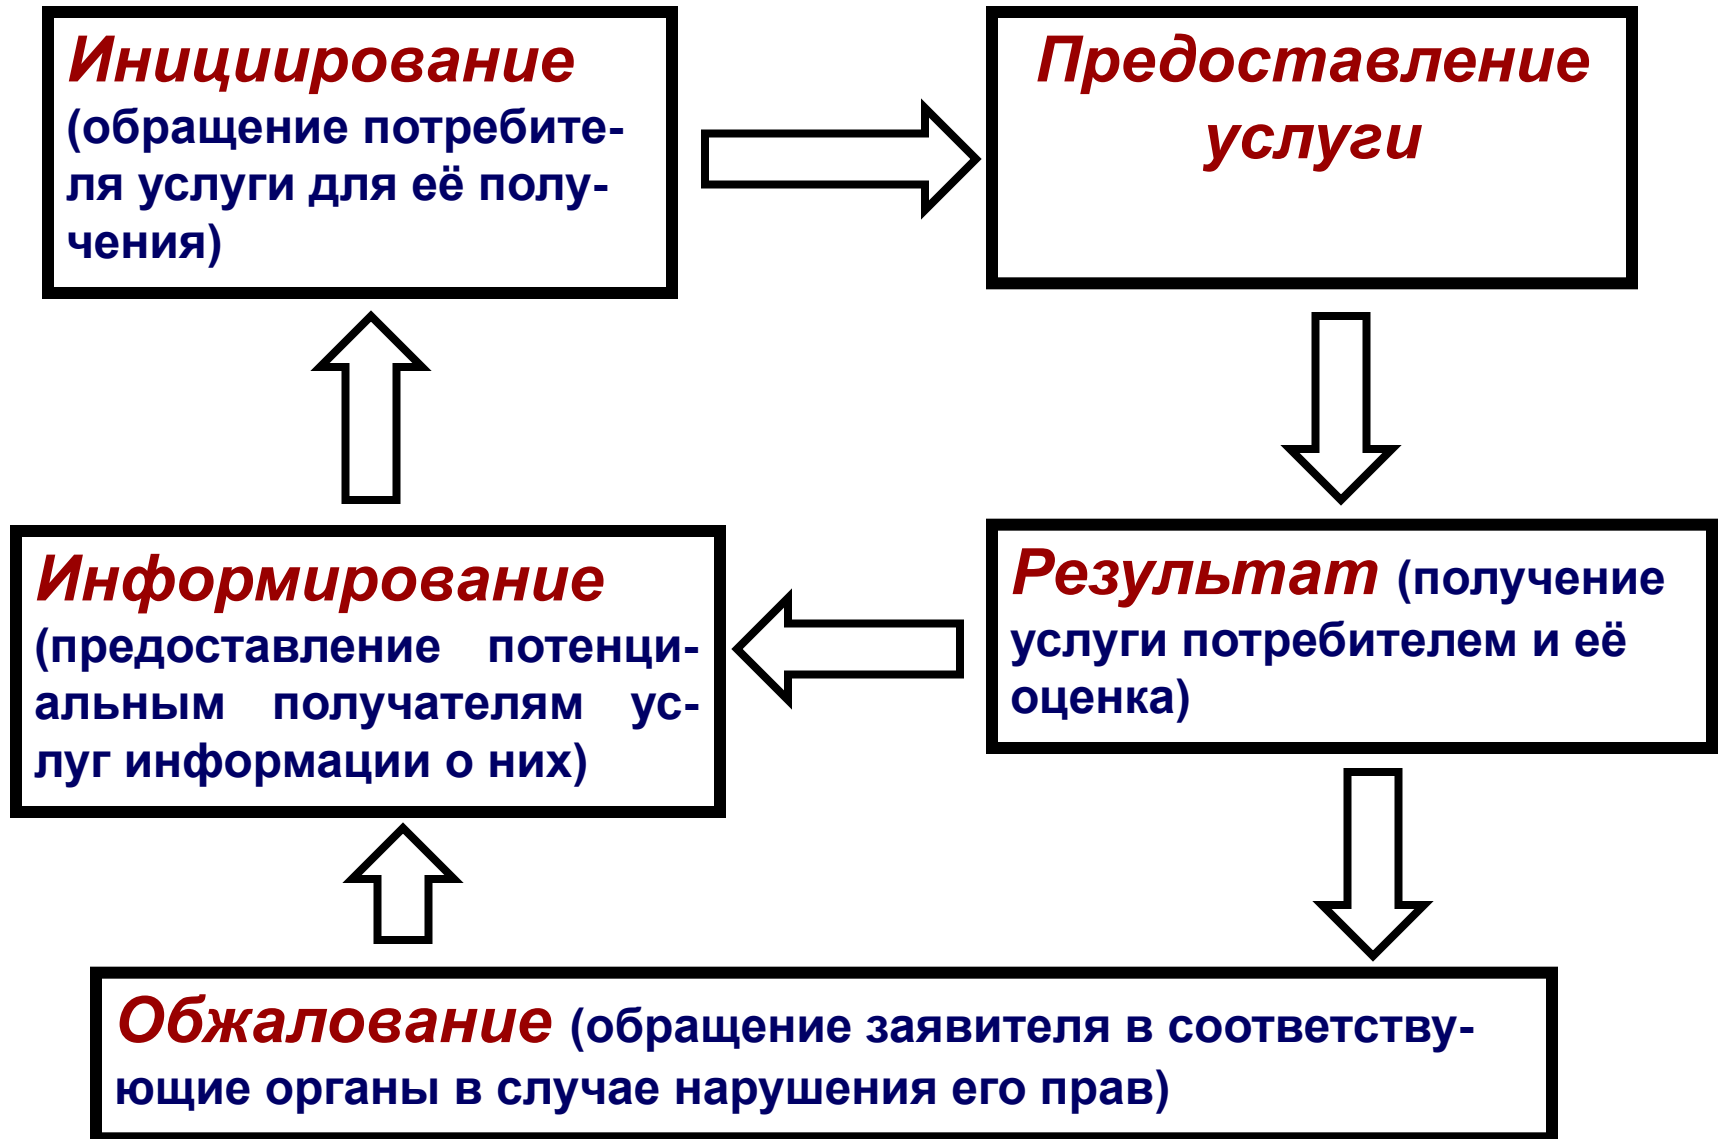 Инициирование
(обращение потребите-
ля услуги для её полу-
чения)
Предоставление
услуги
Информирование
(предоставление потенци-
альным получателям ус-
луг информации о них)
Результат (получение
услуги потребителем и её
оценка)
Обжалование (обращение заявителя в соответству-
ющие органы в случае нарушения его прав)